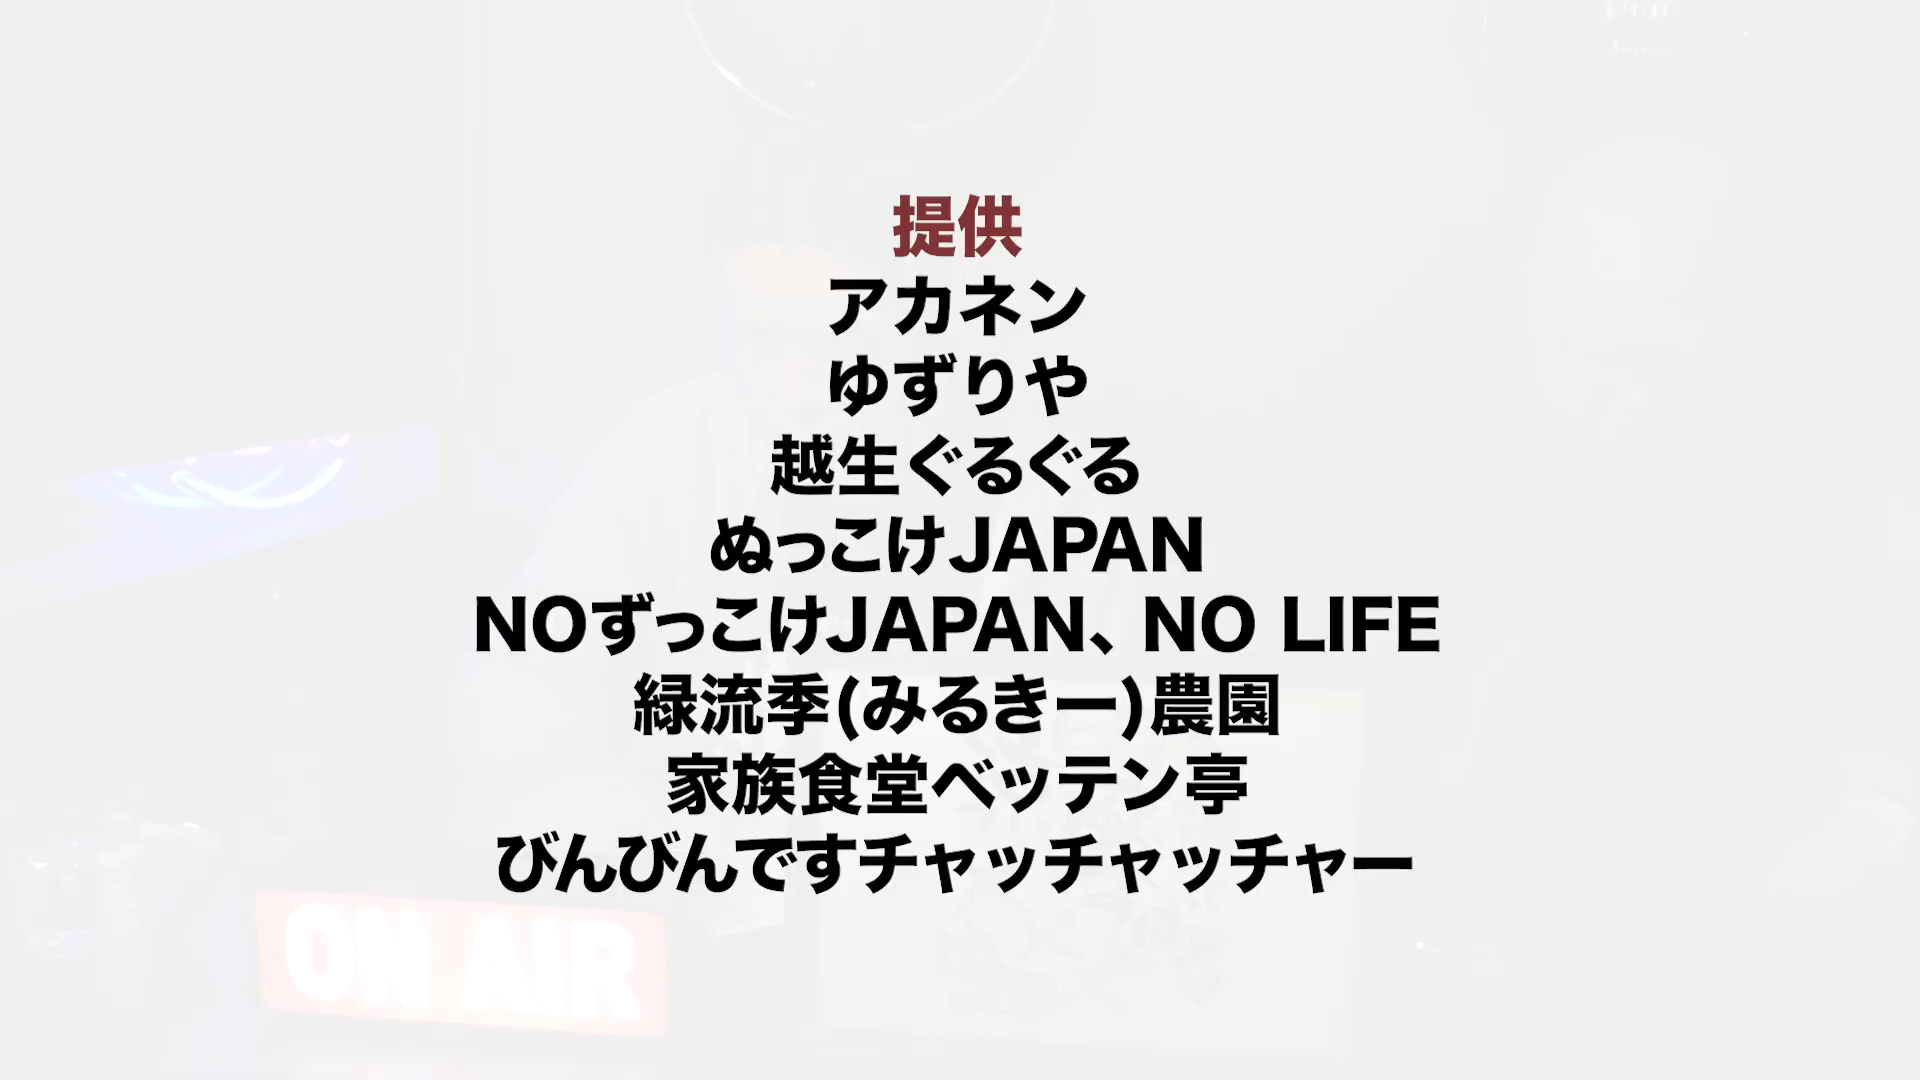 提供
アカネン
ゆずりや
越生ぐるぐる
ぬっこけJAPAN
NOずっこけJAPAN、NO LIFE
緑流季(みるきー)農園
家族食堂ベッテン亭
びんびんですチャッチャッチャー
ON AIR